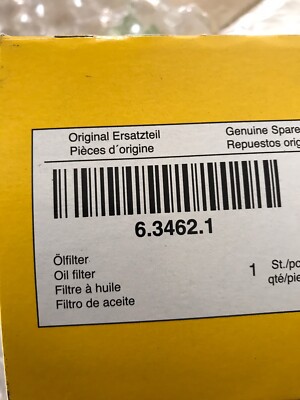 Original Ersatzteil
Pièces d´origine
Genuine Spare
Repuestos orig
6.3462.1
Ölfilter
Oil filter
Filtre à huile
Filtro de aceite
1
St./pc
qté/pie